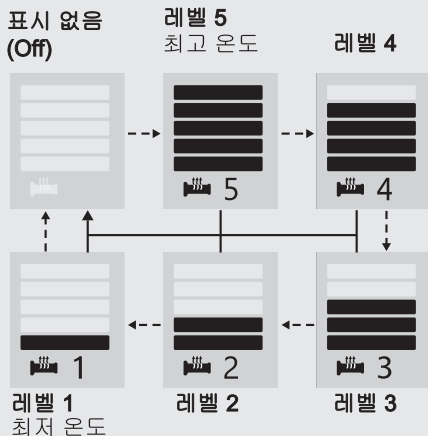 표시 없음
(Off)
레벨 5
최고 온도
레벨 4
5
4
1
2
3
레벨 1
최저 온도
레벨 2
레벨 3